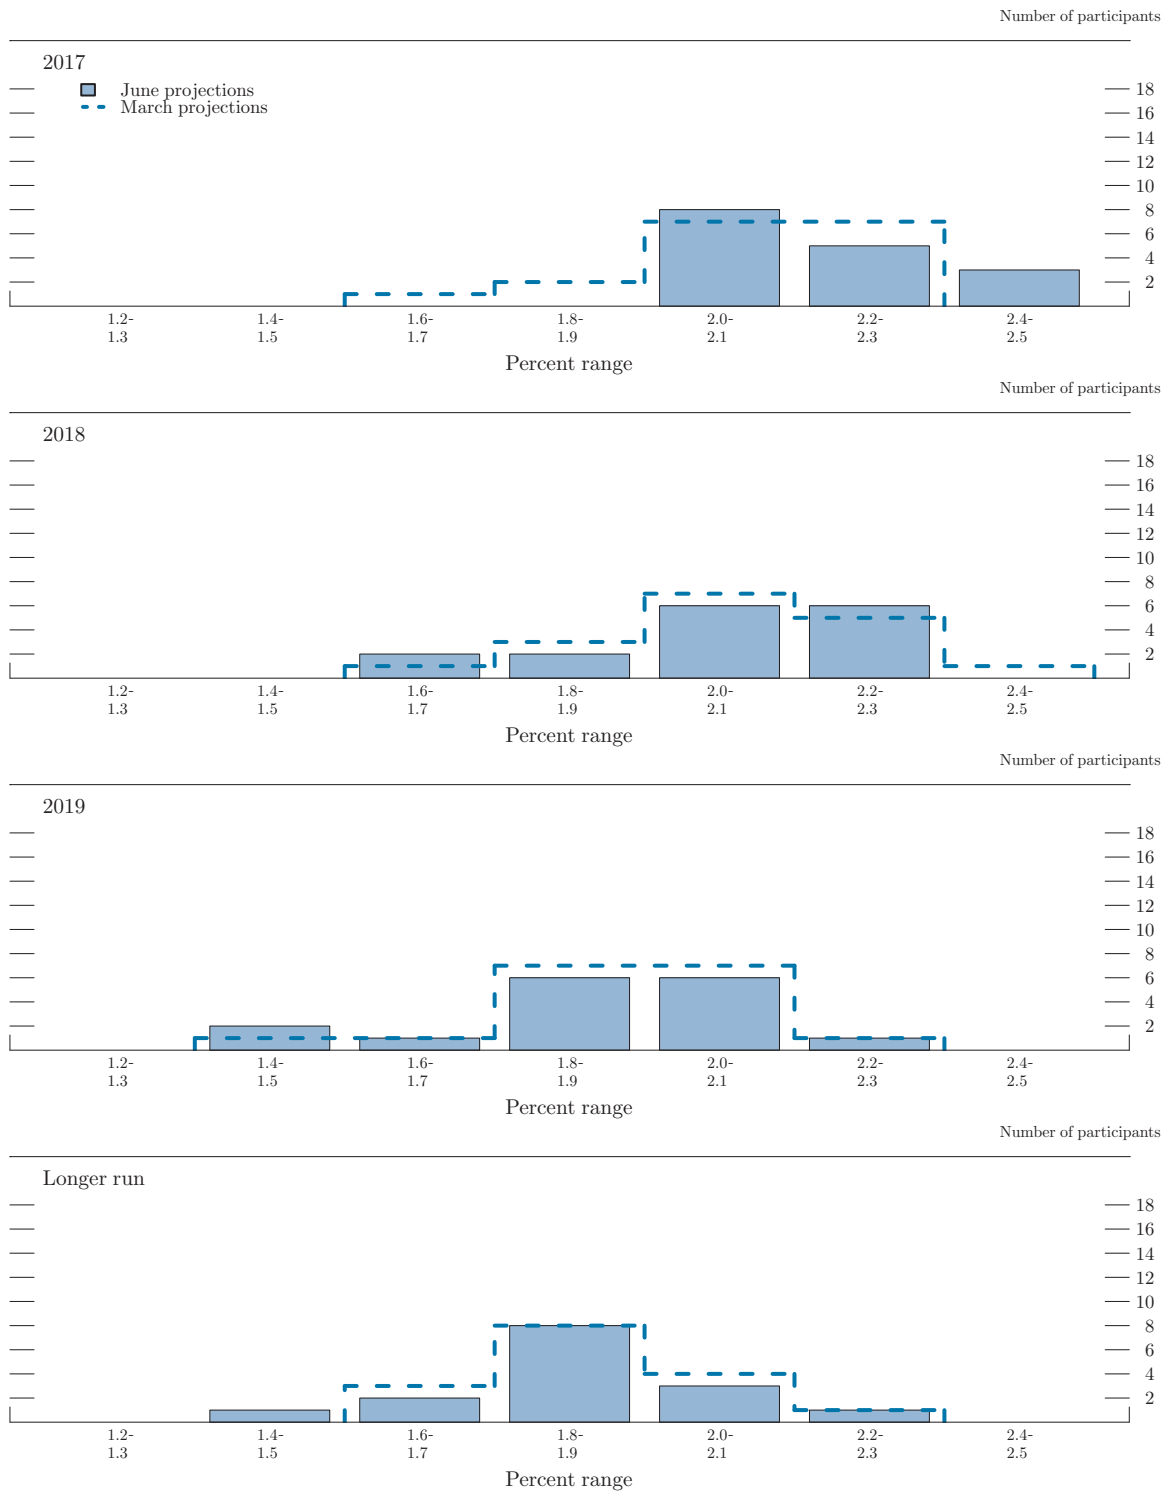 Number of participants
2017
June projections
March projections
18
16
14
12
10
8
6
4
2
1.2- 1.4- 1.6- 1.8- 2.0- 2.2- 2.4-
1.3 1.5 1.7 1.9 2.1 2.3 2.5
Percent range
Number of participants
2018
18
16
14
12
10
8
6
4
2
1.2- 1.4- 1.6- 1.8- 2.0- 2.2- 2.4-
1.3 1.5 1.7 1.9 2.1 2.3 2.5
Percent range
Number of participants
2019
18
16
14
12
10
8
6
4
2
1.2- 1.4- 1.6- 1.8- 2.0- 2.2- 2.4-
1.3 1.5 1.7 1.9 2.1 2.3 2.5
Percent range
Number of participants
Longer run
18
16
14
12
10
8
6
4
2
1.2- 1.4- 1.6- 1.8- 2.0- 2.2- 2.4-
1.3 1.5 1.7 1.9 2.1 2.3 2.5
Percent range